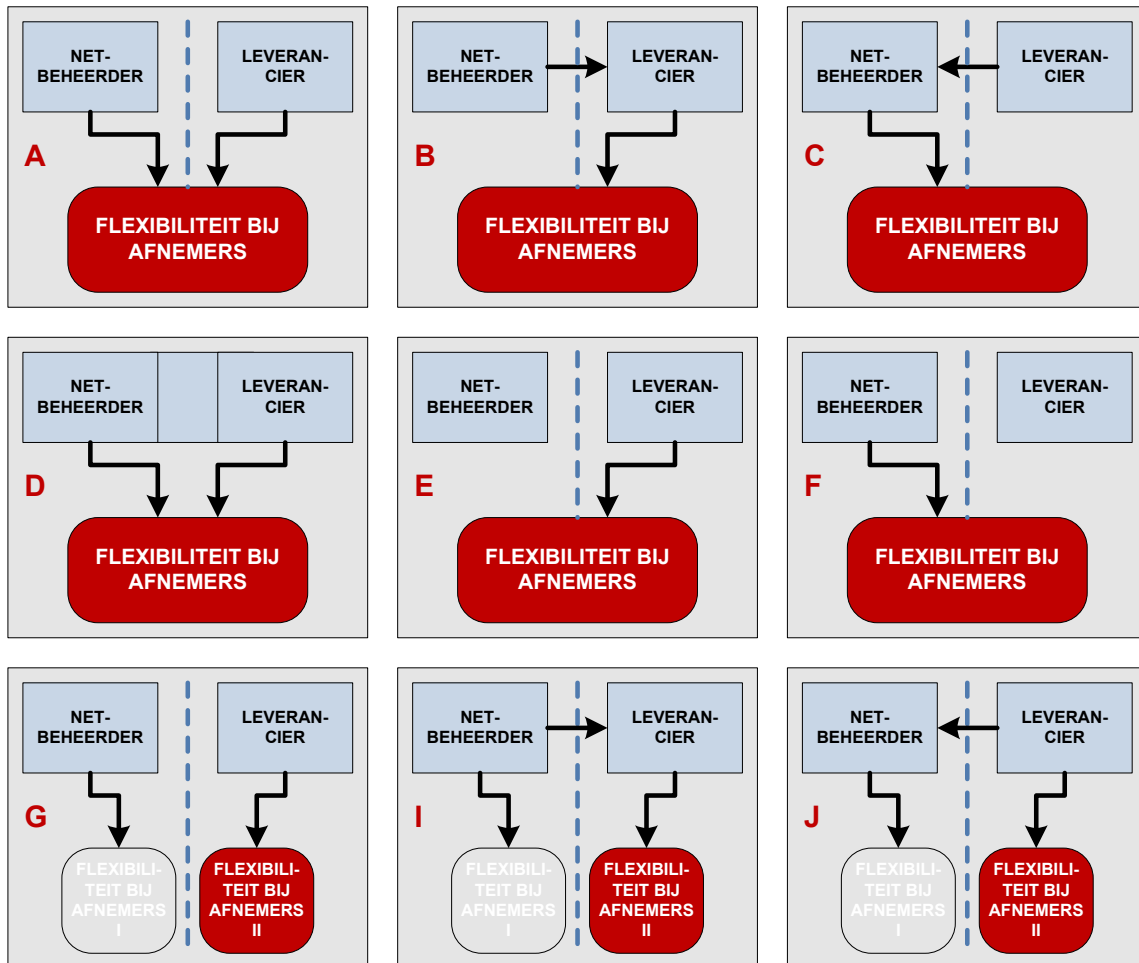 NET-
BEHEERDER
LEVERAN-
CIER
A
FLEXIBILITEIT BIJ
AFNEMERS
NET-
BEHEERDER
LEVERAN-
CIER
B
FLEXIBILITEIT BIJ
AFNEMERS
NET-
BEHEERDER
LEVERAN-
CIER
C
FLEXIBILITEIT BIJ
AFNEMERS
NET-
BEHEERDER
LEVERAN-
CIER
D
FLEXIBILITEIT BIJ
AFNEMERS
NET-
BEHEERDER
LEVERAN-
CIER
E
FLEXIBILITEIT BIJ
AFNEMERS
NET-
BEHEERDER
LEVERAN-
CIER
F
FLEXIBILITEIT BIJ
AFNEMERS
NET-
BEHEERDER
LEVERAN-
CIER
G
FLEXIBILI-
TEIT BIJ
AFNEMERS
I
FLEXIBILI-
TEIT BIJ
AFNEMERS
II
NET-
BEHEERDER
LEVERAN-
CIER
I
FLEXIBILI-
TEIT BIJ
AFNEMERS
I
FLEXIBILI-
TEIT BIJ
AFNEMERS
II
NET-
BEHEERDER
LEVERAN-
CIER
J
FLEXIBILI-
TEIT BIJ
AFNEMERS
I
FLEXIBILI-
TEIT BIJ
AFNEMERS
II